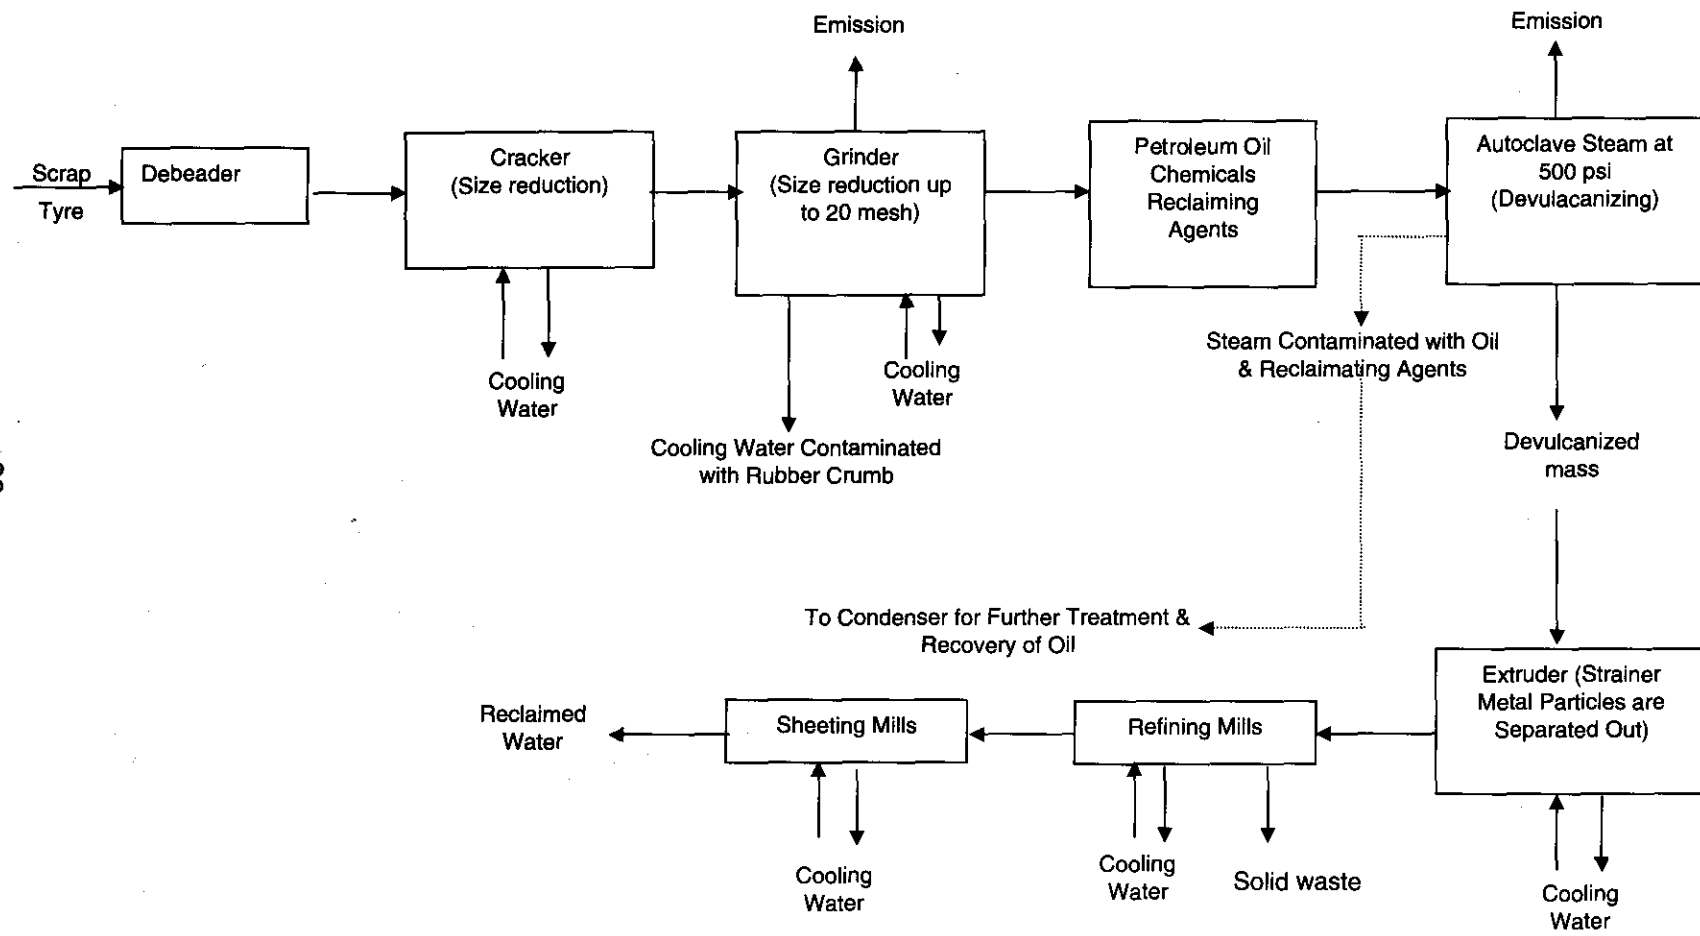 Emission
Emission
Scrap
Tyre
Debeader
Cracker
(Size reduction)
Grinder
(Size reduction up
to 20 mesh)
Petroleum Oil
Chemicals
Reclaiming
Agents
Autoclave Steam at
500 psi
(Devulacanizing)
Cooling
Water
Cooling
Water
Cooling Water Contaminated
with Rubber Crumb
Steam Contaminated with Oil
& Reclaimating Agents
Devulcanized
mass
To Condenser for Further Treatment &
Recovery of Oil
Extruder (Strainer
Metal Particles are
Separated Out)
Refining Mills
Sheeting Mills
Reclaimed
Water
Cooling
Water
Cooling
Water
Solid waste
Cooling
Water